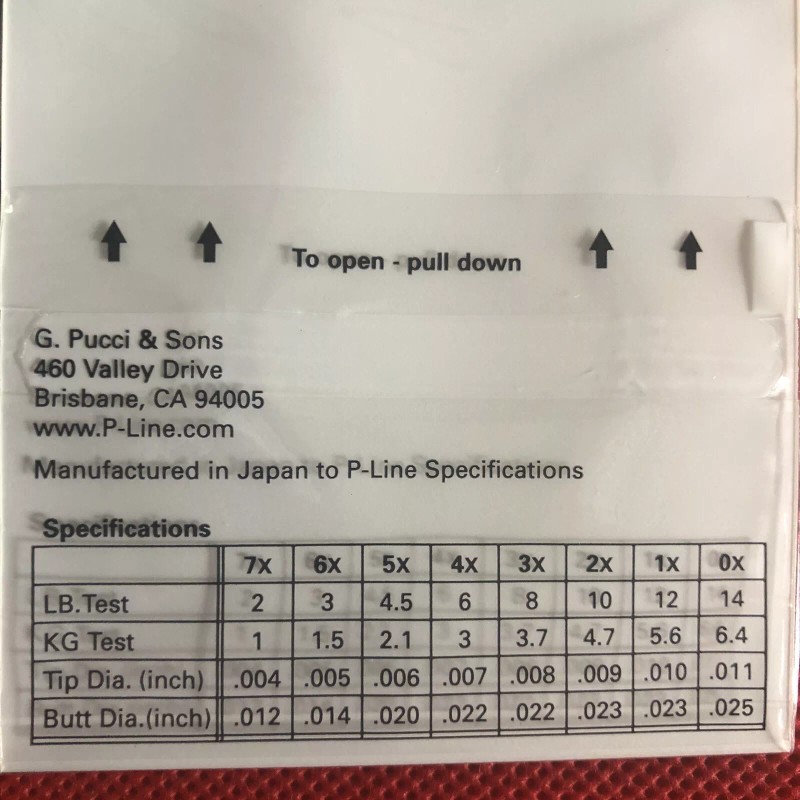 To open - pull down
G. Pucci & Sons
460 Valley Drive
Brisbane, CA 94005
www.P-Line.com
Manufactured in Japan to P-Line Specifications
Specifications
7X 6X 5X 4X 3X 2X 1X 0X
LB.Test 2 3 4.5 6 8 10 12 14
KG Test 1 1.5 2.1 3 3.7 4.7 5.6 6.4
Tip Dia. (inch) .004 .005 .006 .007 .008 .009 .010 .011
Butt Dia.(inch) .012 .014 .020 .022 .022 .023 .023 .025